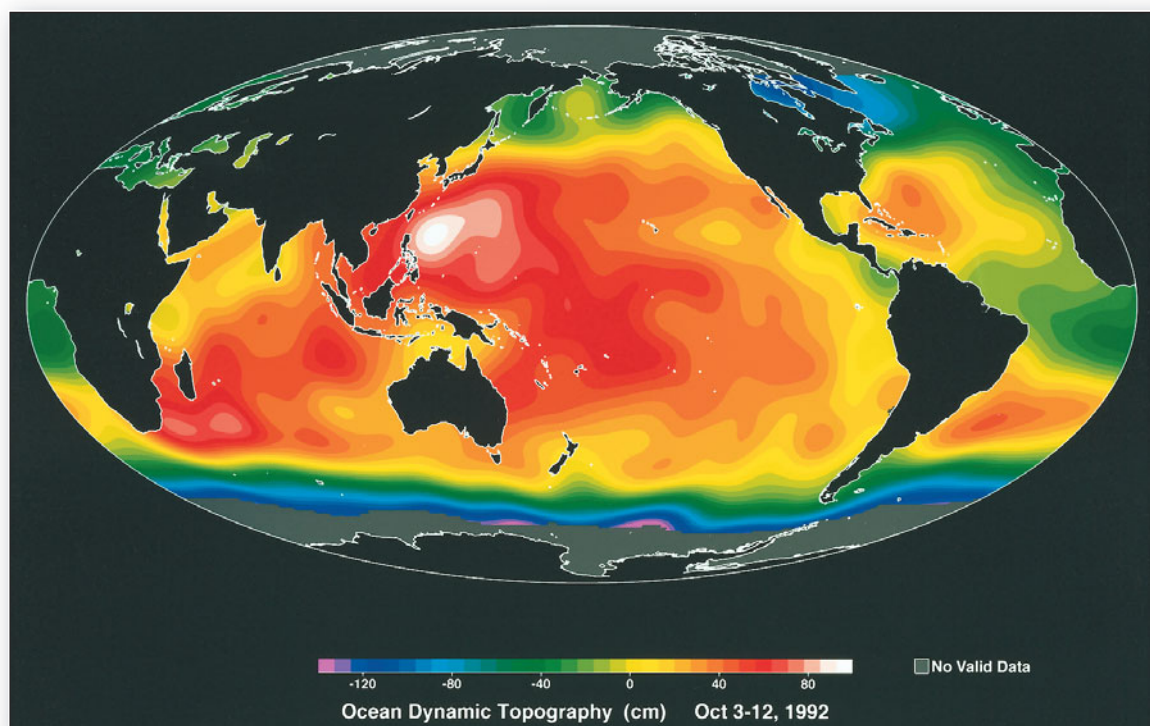 No Valid Data
-120 -80 -40 0 40 80
Ocean Dynamic Topography (cm) Oct 3-12, 1992